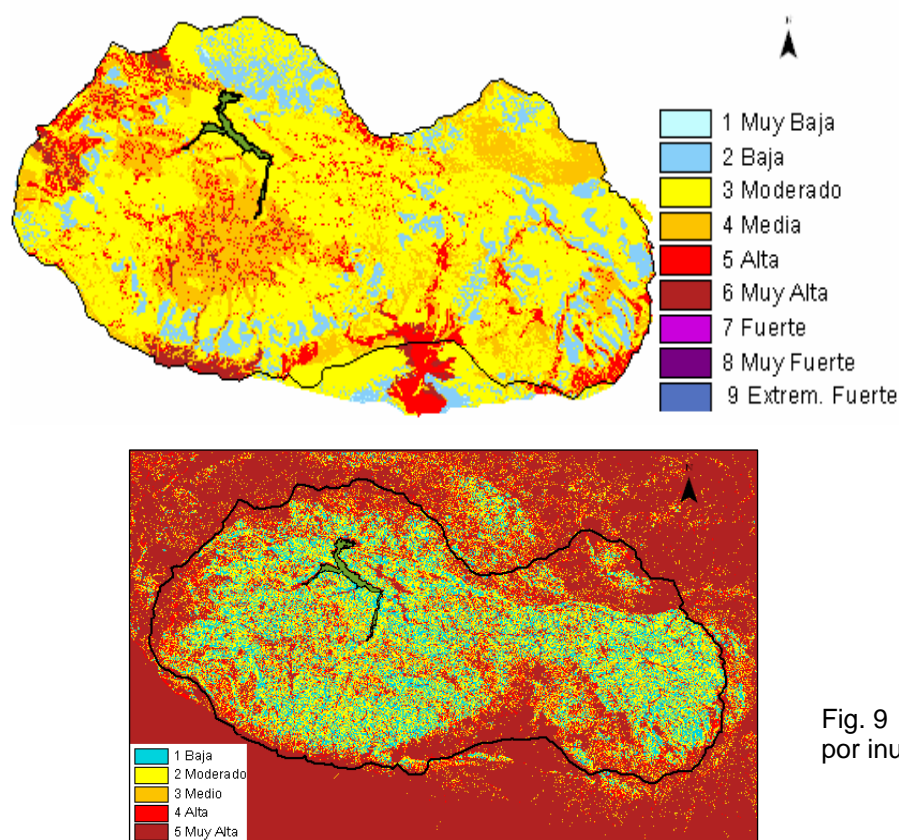 1 Muy Baja
2 Baja
3 Moderado
4 Media
5 Alta
6 Muy Alta
7 Fuerte
8 Muy Fuerte
9 Extrem. Fuerte
1 Baja
2 Moderado
3 Medio
4 Alta
5 Muy Alta
Fig. 9
por inu